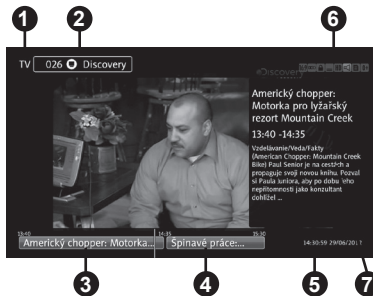 1
2
6
TV
026 Discovery
Discovery
Americký chopper:
Motorka pro lyžařský
rezort Mountain Creek
13:40 -14:35
Vzdelávanie/Veda/Fakty
(American Chopper: Mountain Creek
Bike) Paul Senior je na cestách a
propaguje svoji novou knihu. Pozval
si Paula Juniora, aby po dobu jeho
nepřítomnosti jako konzultant
dohlížel ...
13:40
14:35
15:30
Americký chopper: Motorka...
Špinavé práce:...
14:30:59 29/06/2011
3
4
5
7